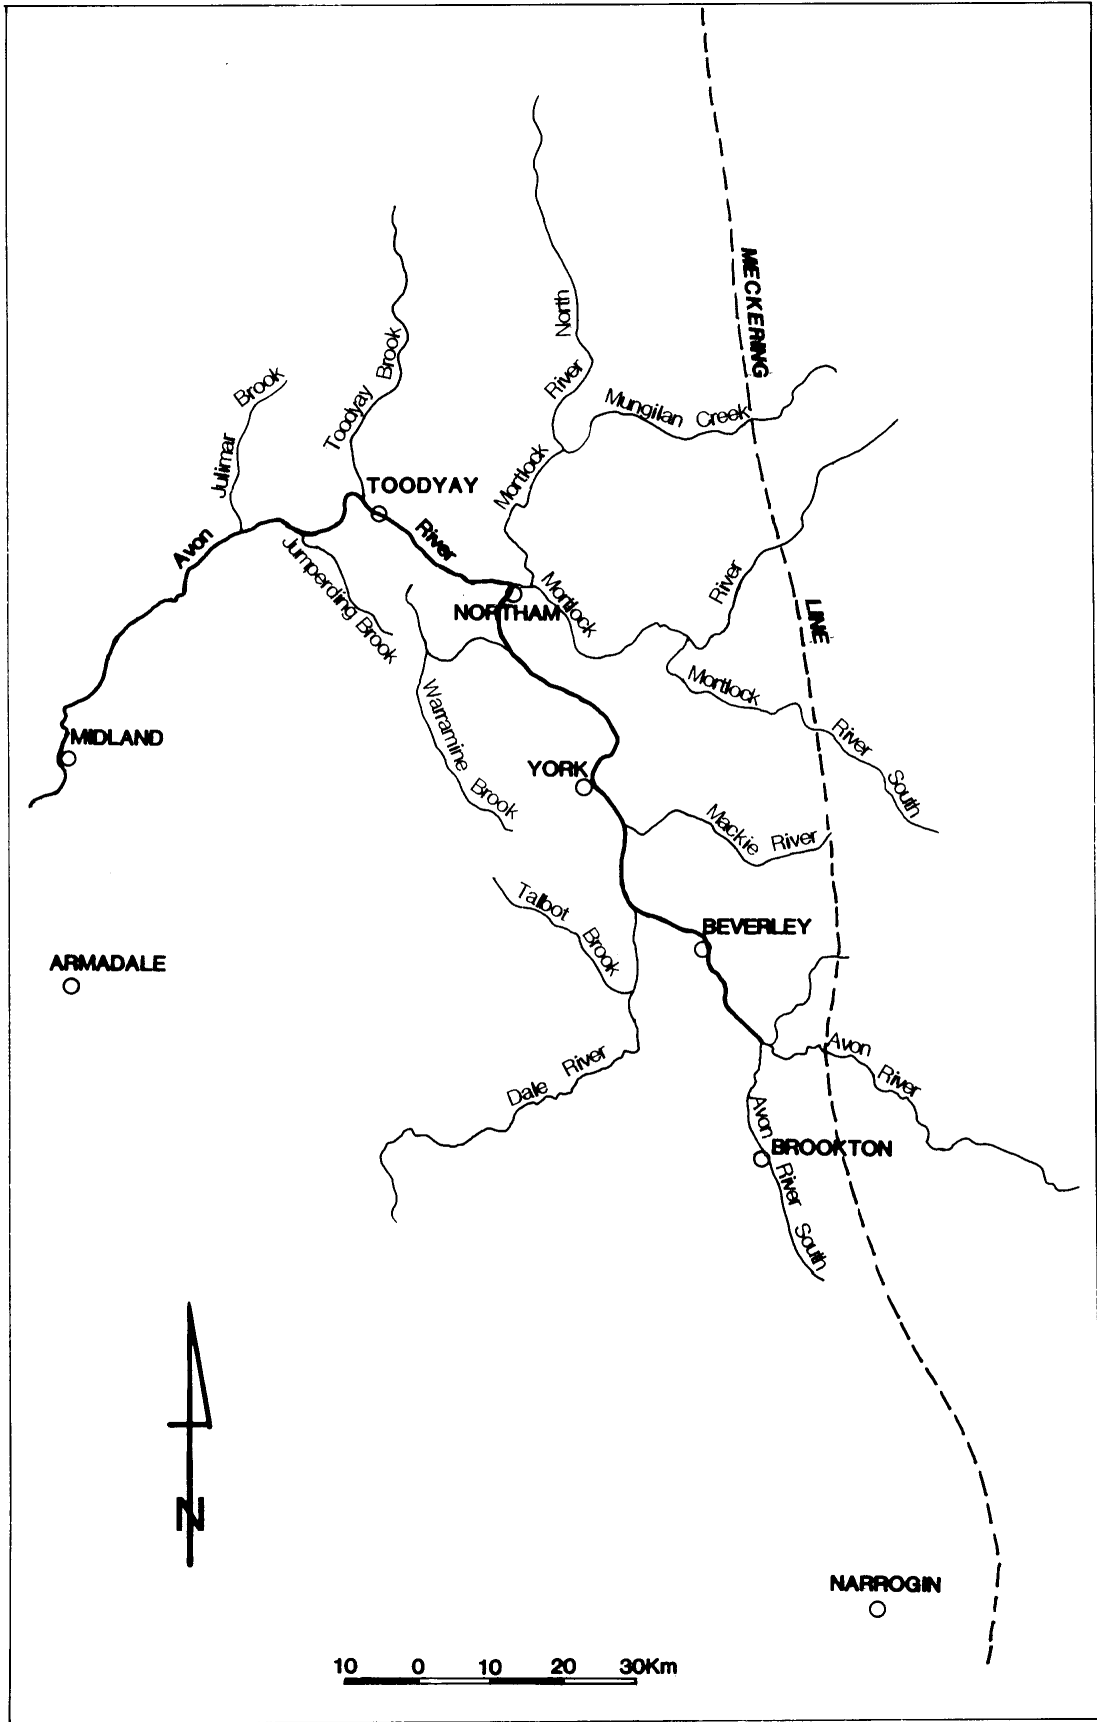 MECKERING
LINE
North
River
Mortlock
Mungilan Creek
Toodyay Brook
Julimar Brook
TOODYAY
Avon
River
Jumperding Brook
NORTHAM
Mortlock
River
Mortlock River South
Warramine Brook
MIDLAND
YORK
Mackie River
Talbot Brook
BEVERLEY
ARMADALE
Dale River
Avon River
Avon River South
BROOKTON
N
NARROGIN
10 0 10 20 30Km